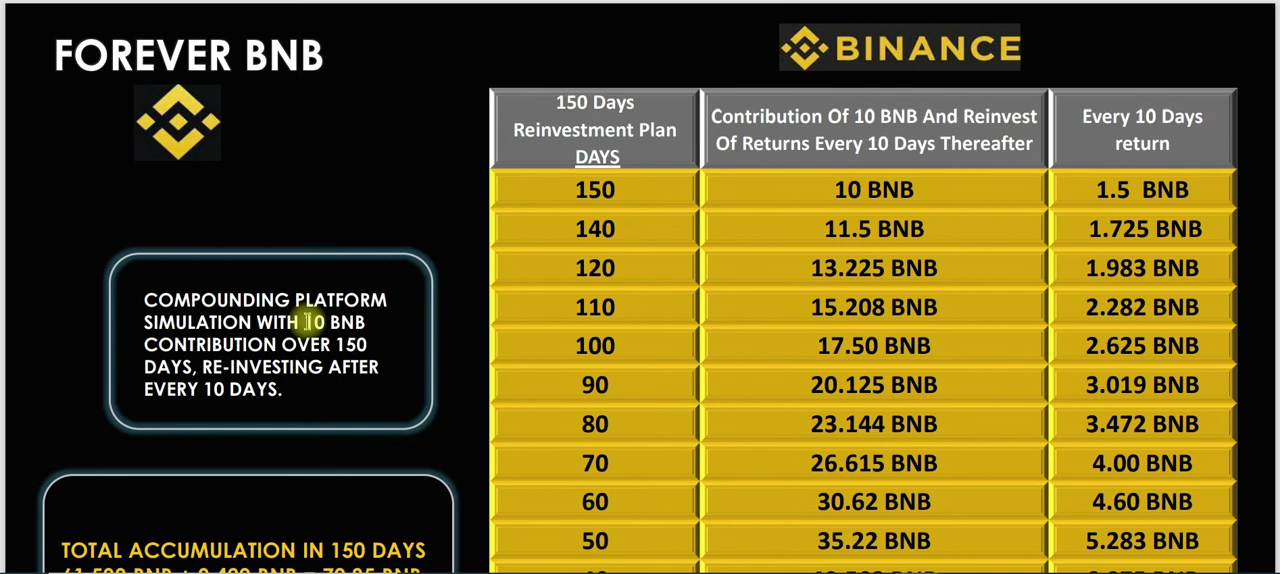 FOREVER BNB
BINANCE
150 Days
Reinvestment Plan
DAYS
Contribution Of 10 BNB And Reinvest
Of Returns Every 10 Days Thereafter
Every 10 Days
return
150 10 BNB 1.5 BNB
140 11.5 BNB 1.725 BNB
120 13.225 BNB 1.983 BNB
110 15.208 BNB 2.282 BNB
100 17.50 BNB 2.625 BNB
90 20.125 BNB 3.019 BNB
80 23.144 BNB 3.472 BNB
70 26.615 BNB 4.00 BNB
60 30.62 BNB 4.60 BNB
50 35.22 BNB 5.283 BNB
COMPOUNDING PLATFORM
SIMULATION WITH 10 BNB
CONTRIBUTION OVER 150
DAYS, RE-INVESTING AFTER
EVERY 10 DAYS.
TOTAL ACCUMULATION IN 150 DAYS